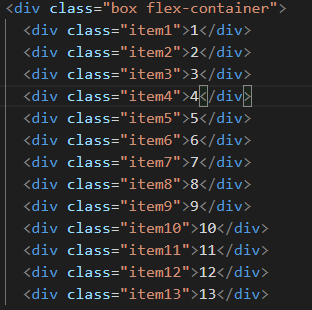 <div class="box flex-container">
<div class="item1">1</div>
<div class="item2">2</div>
<div class="item3">3</div>
<div class="item4">4</div>
<div class="item5">5</div>
<div class="item6">6</div>
<div class="item7">7</div>
<div class="item8">8</div>
<div class="item9">9</div>
<div class="item10">10</div>
<div class="item11">11</div>
<div class="item12">12</div>
<div class="item13">13</div>